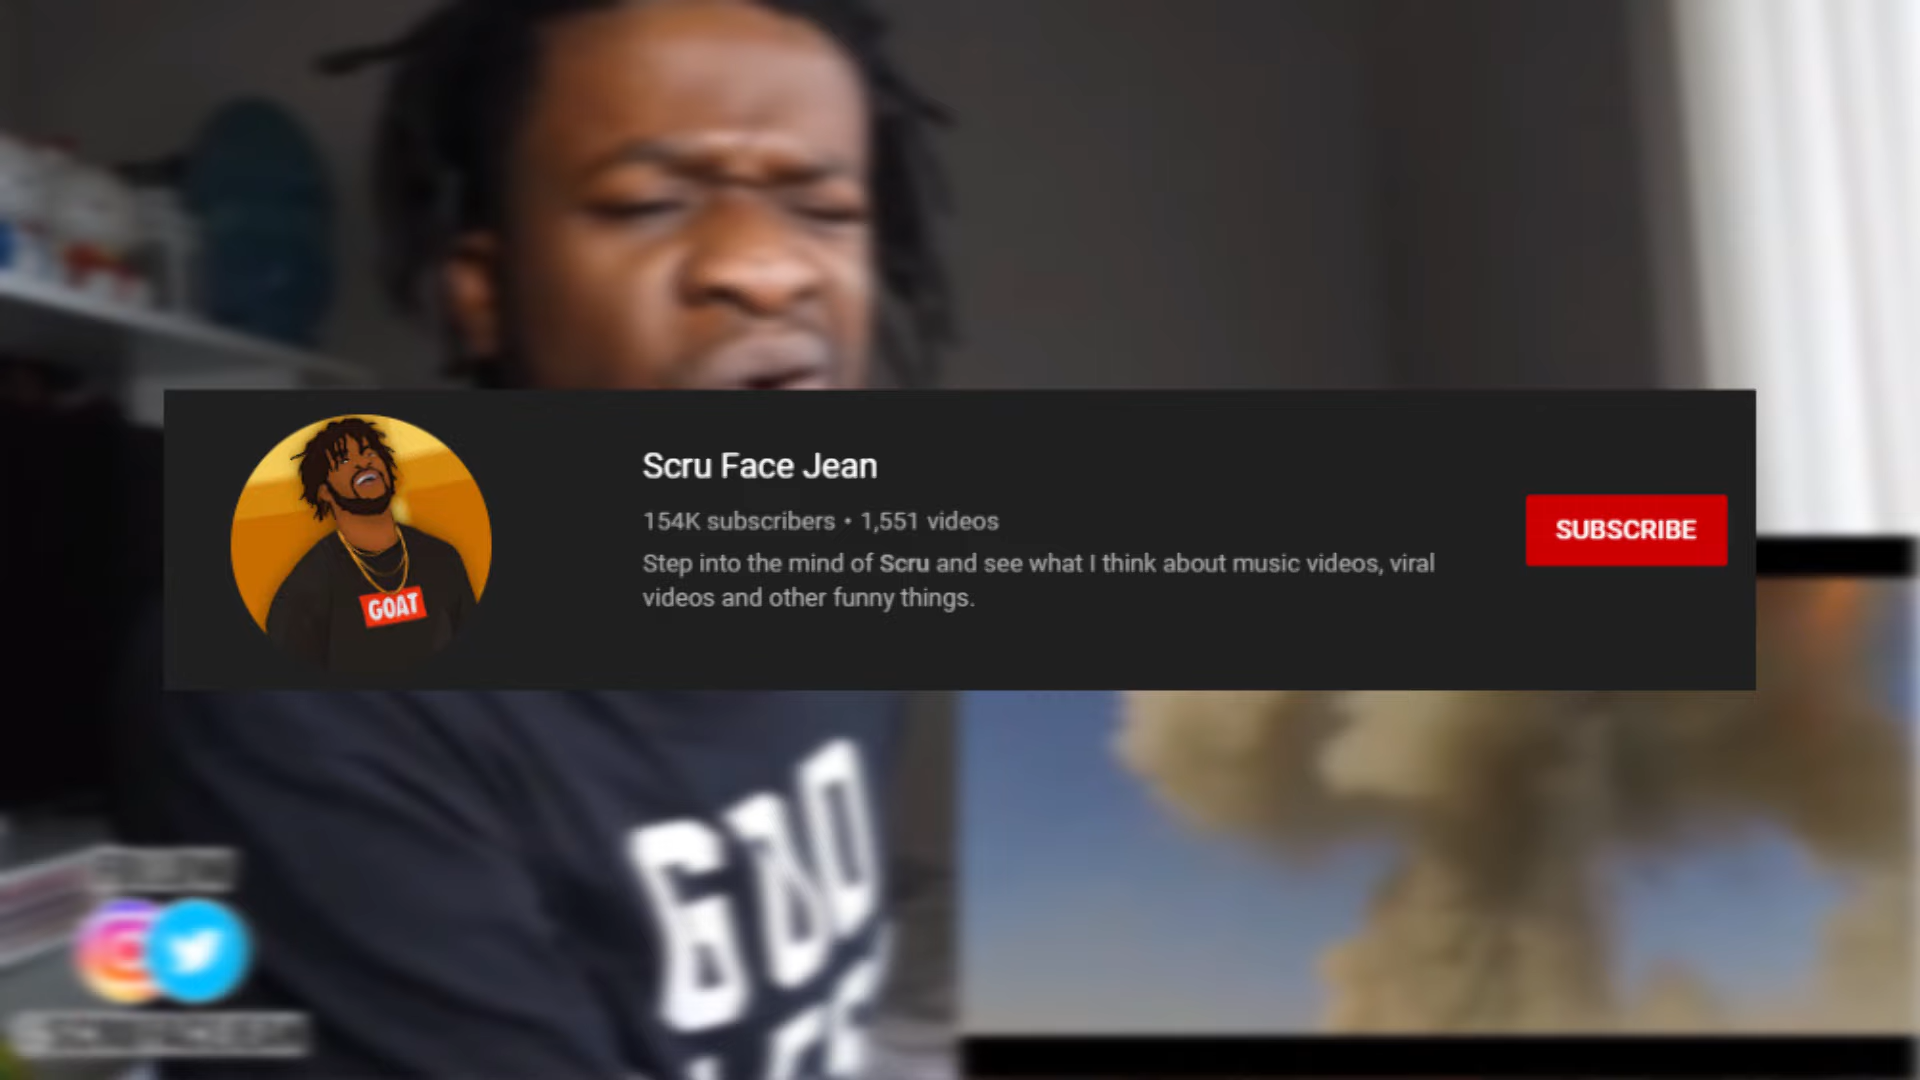 Scru Face Jean
154K subscribers • 1,551 videos
Step into the mind of Scru and see what I think about music videos, viral
videos and other funny things.
SUBSCRIBE
GOAT